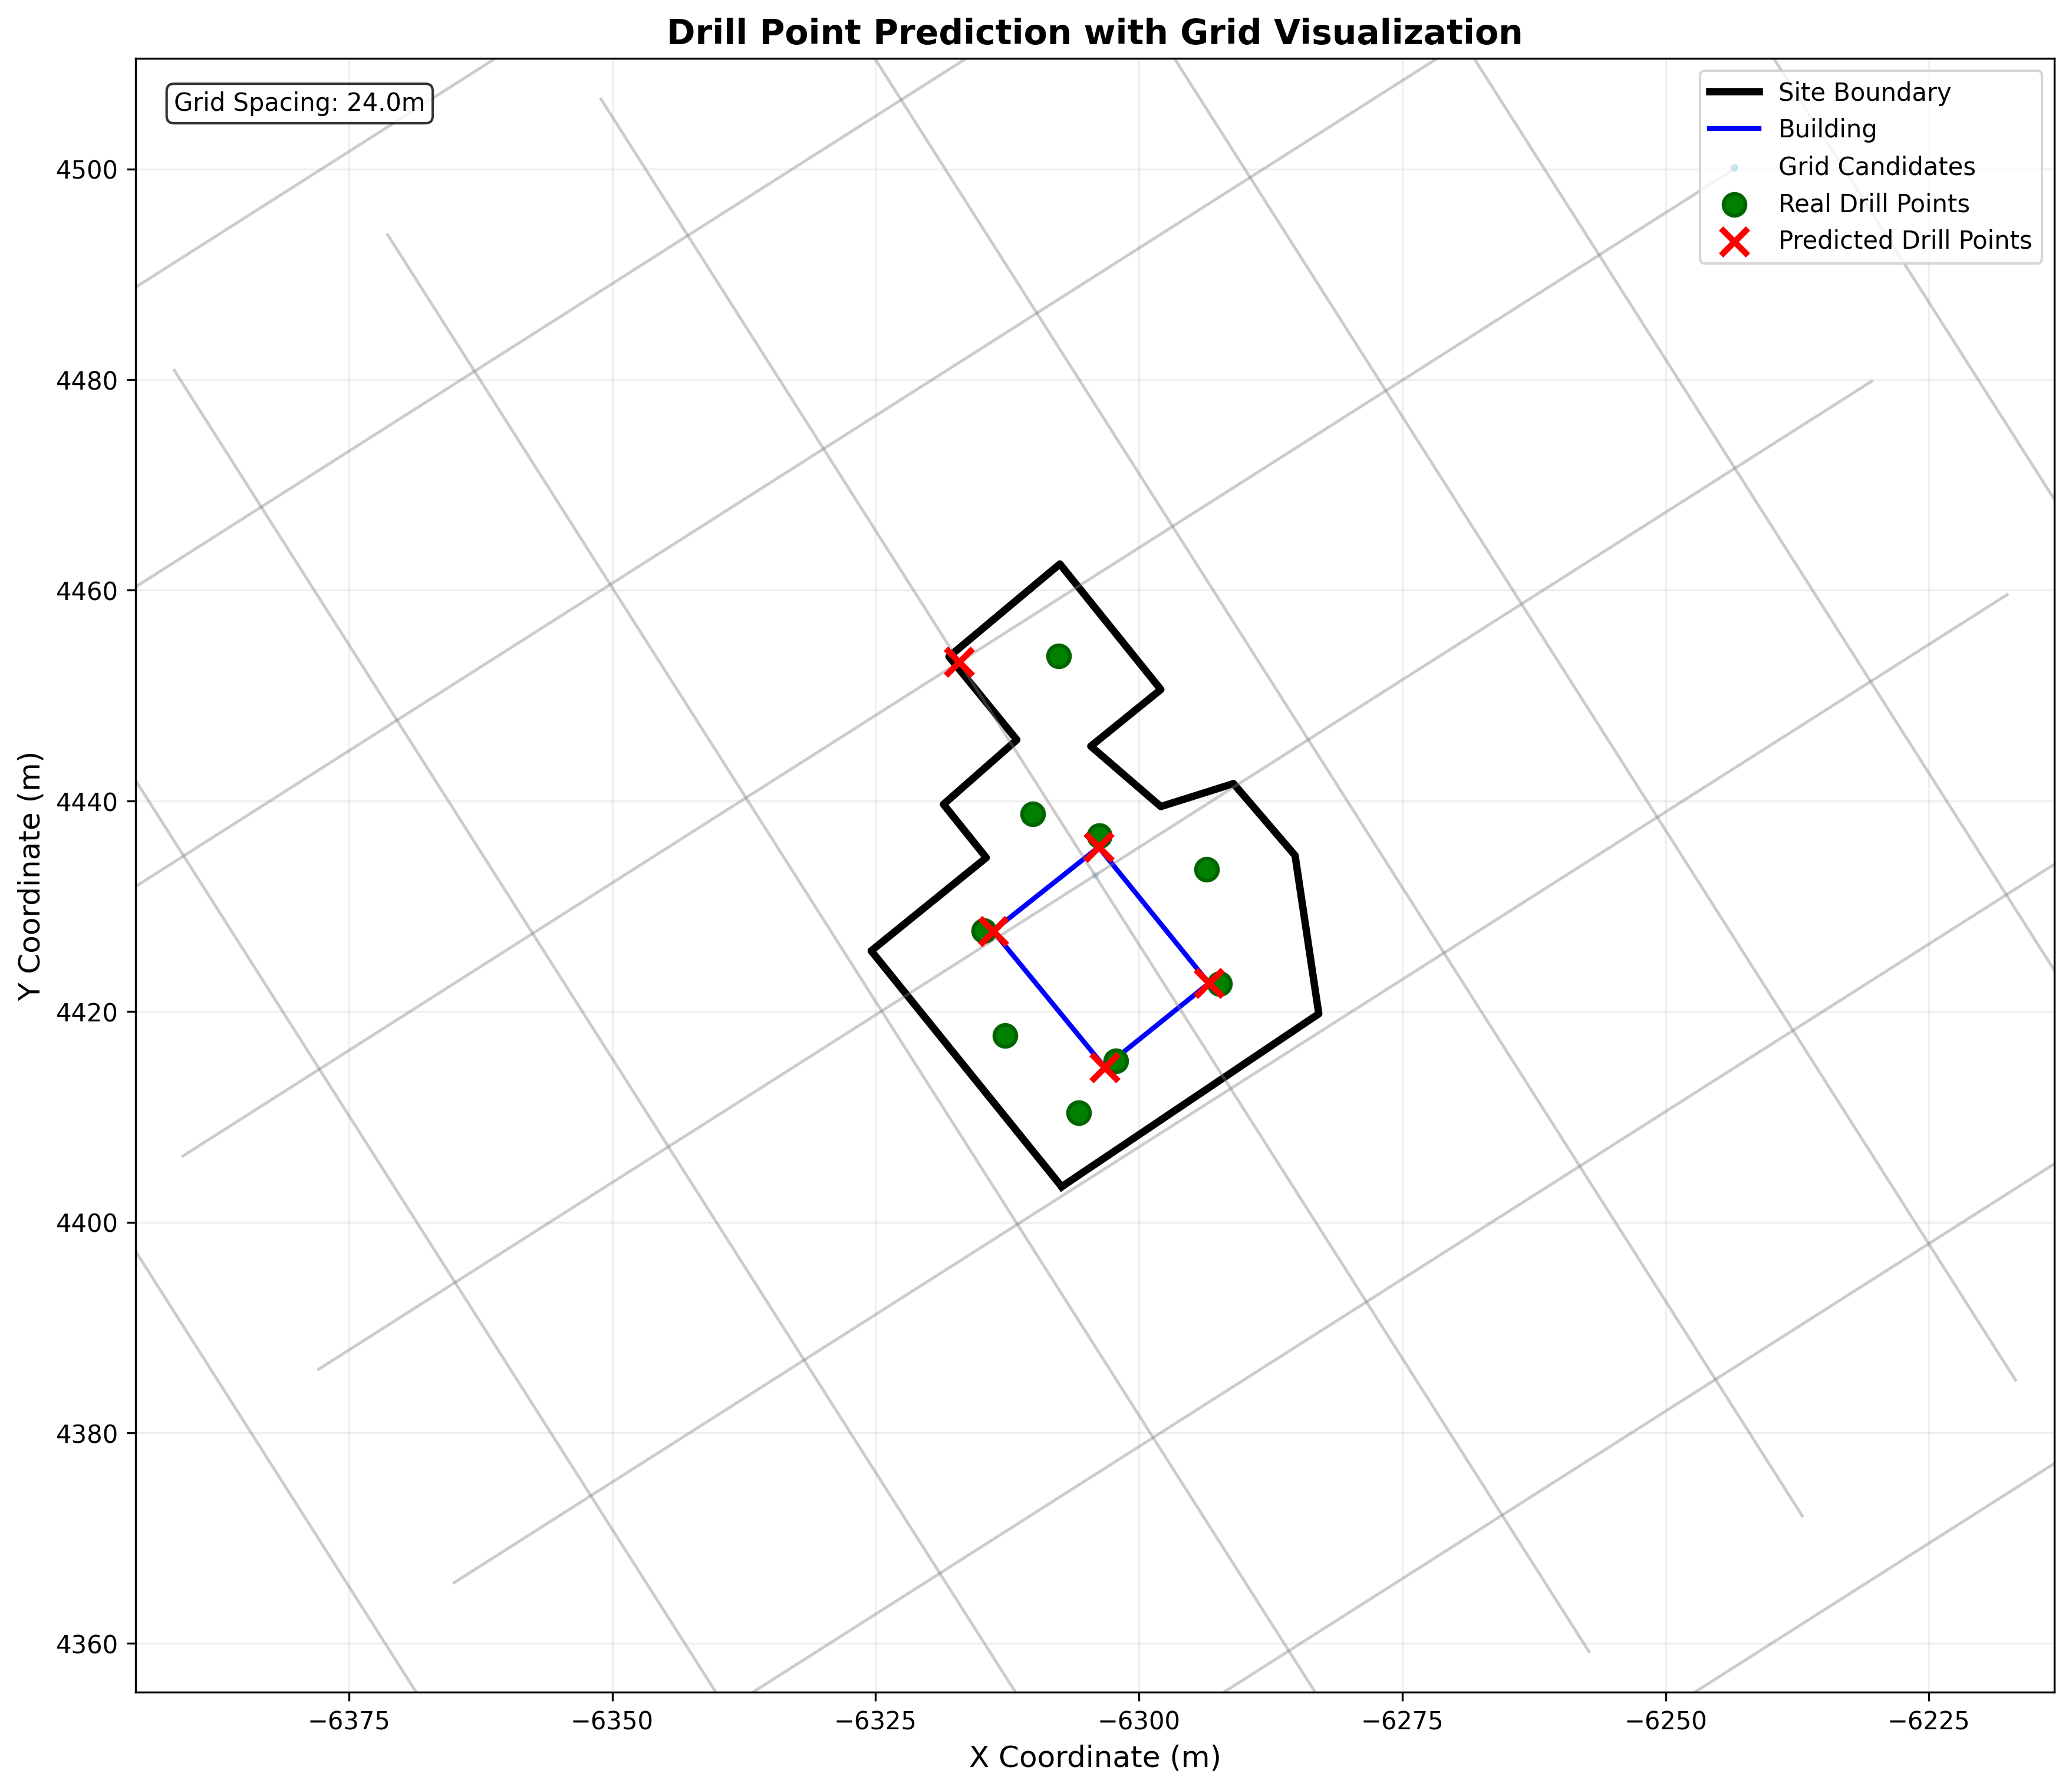 Drill Point Prediction with Grid Visualization
Grid Spacing: 24.0m
Site Boundary
Building
Grid Candidates
Real Drill Points
Predicted Drill Points
Y Coordinate (m)
4500
4480
4460
4440
4420
4400
4380
4360
−6375
−6350
−6325
−6300
−6275
−6250
−6225
X Coordinate (m)